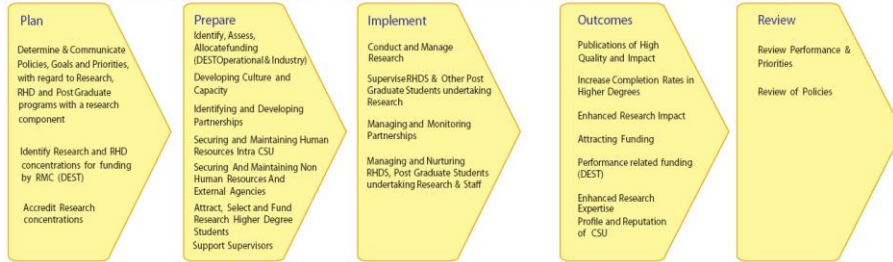 Plan
Determine & Communicate
Policies, Goals and Priorities,
with regard to Research,
RHD and Post Graduate
programs with a research
component
Identify Research and RHD
concentrations for funding
by RMC (DEST)
Accredit Research
concentrations
Prepare
Identify, Assess,
Allocatefunding
(DESTOperational & Industry)
Developing Culture and
Capacity
Identifying and Developing
Partnerships
Securing and Maintaining Human
Resources Intra CSU
Securing And Maintaining Non
Human Resources And
External Agencies
Attract, Select and Fund
Research Higher Degree
Students
Support Supervisors
Implement
Conduct and Manage
Research
SuperviseRHDS & Other Post
Graduate Students undertaking
Research
Managing and Monitoring
Partnerships
Managing and Nurturing
RHDS, Post Graduate Students
undertaking Research & Staff
Outcomes
Publications of High
Quality and Impact
Increase Completion Rates in
Higher Degrees
Enhanced Research Impact
Attracting Funding
Performance related funding
(DEST)
Enhanced Research
Expertise
Profile and Reputation
of CSU
Review
Review Performance &
Priorities
Review of Policies